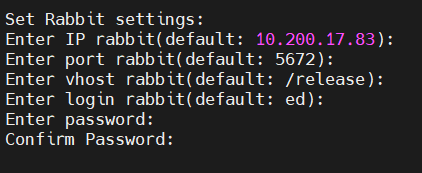 Set Rabbit settings:
Enter IP rabbit(default: 10.200.17.83):
Enter port rabbit(default: 5672):
Enter vhost rabbit(default: /release):
Enter login rabbit(default: ed):
Enter password:
Confirm Password: